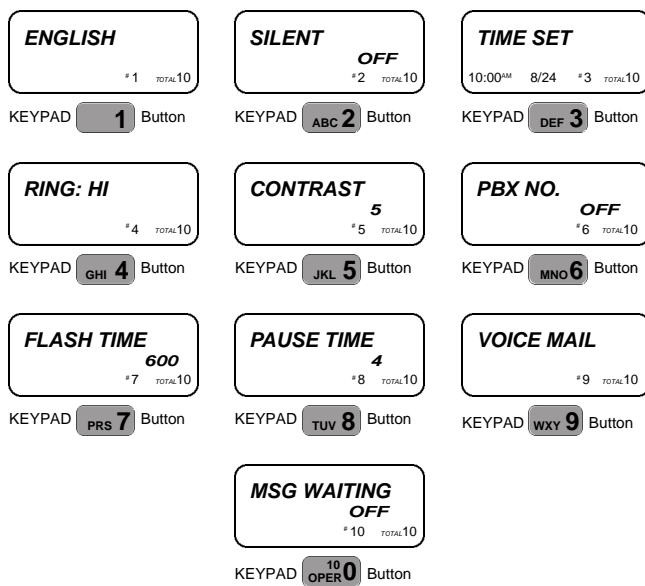 ENGLISH
#1 TOTAL10
KEYPAD 1 Button
SILENT
OFF
#2 TOTAL10
KEYPAD ABC 2 Button
TIME SET
10:00AM 8/24 #3 TOTAL10
KEYPAD DEF 3 Button
RING: HI
#4 TOTAL10
KEYPAD GHI 4 Button
CONTRAST
5
#5 TOTAL10
KEYPAD JKL 5 Button
PBX NO.
OFF
#6 TOTAL10
KEYPAD MNO 6 Button
FLASH TIME
600
#7 TOTAL10
KEYPAD PRS 7 Button
PAUSE TIME
4
#8 TOTAL10
KEYPAD TUV 8 Button
VOICE MAIL
#9 TOTAL10
KEYPAD WXY 9 Button
MSG WAITING
OFF
#10 TOTAL10
KEYPAD 10 OPER 0 Button